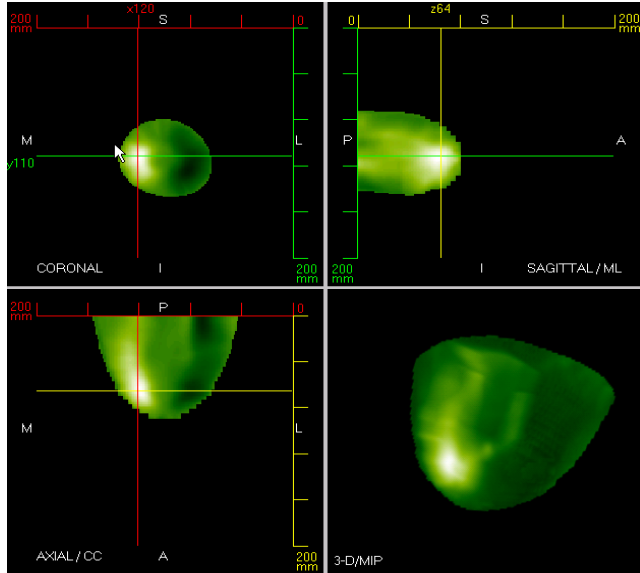 x120
200
mm
S
0
M
L
y110
CORONAL
I
200
mm
z64
0
S
200
mm
P
A
I
SAGITTAL / ML
200
mm
200
mm
P
0
M
L
AXIAL / CC
A
200
mm
3-D/MIP